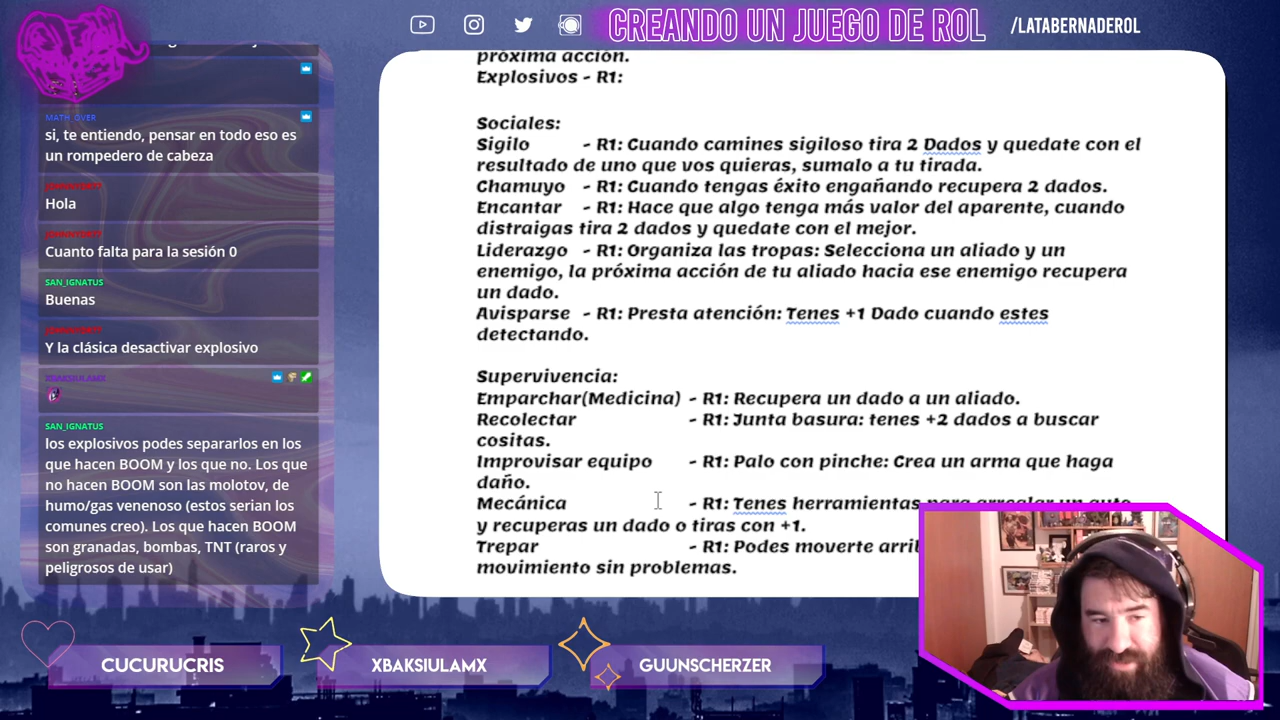 CREANDO UN JUEGO DE ROL
/LATABERNADEROL
MATH_OVER
si, te entiendo, pensar en todo eso es
un rompedero de cabeza
Hola
Cuanto falta para la sesión 0
SAN_IGNATUS
Buenas
Y la clásica desactivar explosivo
XBAKSIULAMX
SAN_IGNATUS
los explosivos podes separarlos en los
que hacen BOOM y los que no. Los que
no hacen BOOM son las molotov, de
humo/gas venenoso (estos serian los
comunes creo). Los que hacen BOOM
son granadas, bombas, TNT (raros y
peligrosos de usar)
próxima acción.
Explosivos - R1:
Sociales:
Sigilo - R1: Cuando camines sigiloso tira 2 Dados y quedate con el
resultado de uno que vos quieras, sumalo a tu tirada.
Chamuyo - R1: Cuando tengas éxito engañando recupera 2 dados.
Encantar - R1: Hace que algo tenga más valor del aparente, cuando
distraigas tira 2 dados y quedate con el mejor.
Liderazgo - R1: Organiza las tropas: Selecciona un aliado y un
enemigo, la próxima acción de tu aliado hacia ese enemigo recupera
un dado.
Avisparse - R1: Presta atención: Tenes +1 Dado cuando estes
detectando.
Supervivencia:
Emparchar(Medicina) - R1: Recupera un dado a un aliado.
Recolectar - R1: Junta basura: tenes +2 dados a buscar
cositas.
Improvisar equipo - R1: Palo con pinche: Crea un arma que haga
daño.
Mecánica - R1: Tenes herramientas para arreglar un auto
y recuperas un dado o tiras con +1.
Trepar - R1: Podes moverte
movimiento sin problemas.
CUCURUCRIS
XBAKSIULAMX
GUUNSCHERZER